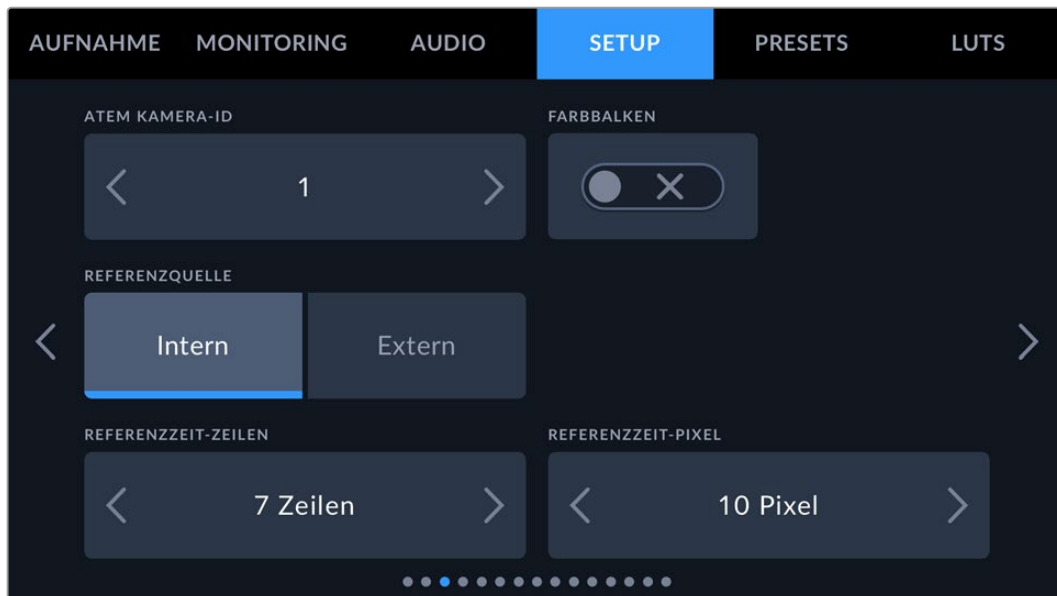 AUFNAHME MONITORING AUDIO SETUP PRESETS LUTS
ATEM KAMERA-ID FARBBALKEN
1
REFERENZQUELLE
Intern Extern
REFERENZZEIT-ZEILEN REFERENZZEIT-PIXEL
7 Zeilen 10 Pixel